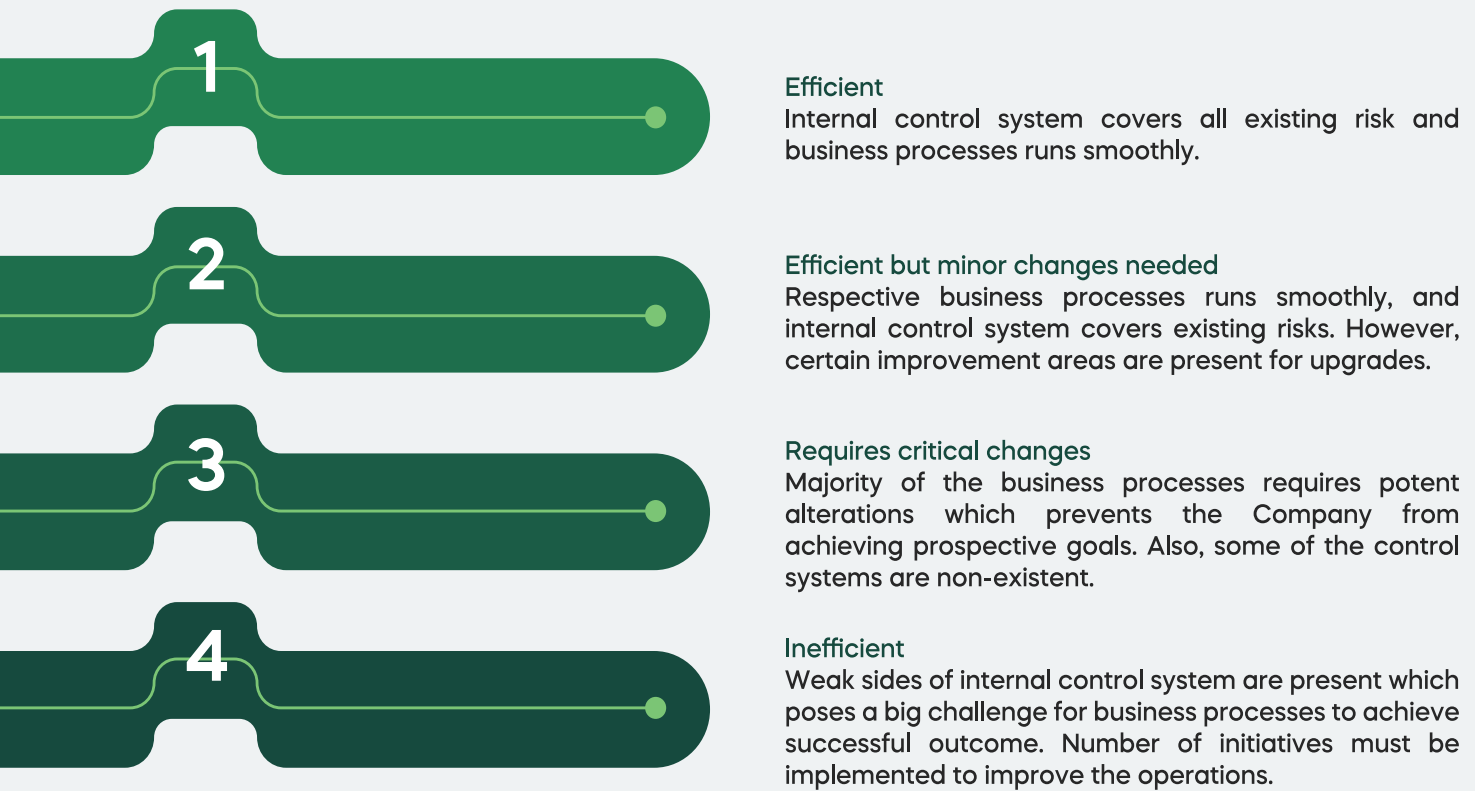 1
Efficient
Internal control system covers all existing risk and
business processes runs smoothly.
2
Efficient but minor changes needed
Respective business processes runs smoothly, and
internal control system covers existing risks. However,
certain improvement areas are present for upgrades.
3
Requires critical changes
Majority of the business processes requires potent
alterations which prevents the Company from
achieving prospective goals. Also, some of the control
systems are non-existent.
4
Inefficient
Weak sides of internal control system are present which
poses a big challenge for business processes to achieve
successful outcome. Number of initiatives must be
implemented to improve the operations.